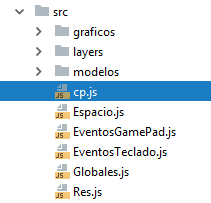 src
graficos
layers
modelos
cp.js
Espacio.js
EventosGamePad.js
EventosTeclado.js
Globales.js
Res.js